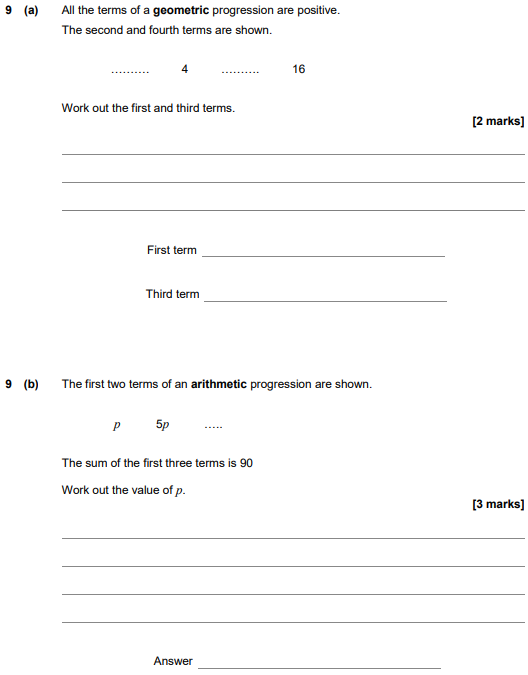 9 (a) All the terms of a geometric progression are positive.
The second and fourth terms are shown.
.......... 4 .......... 16
Work out the first and third terms.
[2 marks]
First term
Third term
9 (b) The first two terms of an arithmetic progression are shown.
p 5p .....
The sum of the first three terms is 90
Work out the value of p.
[3 marks]
Answer